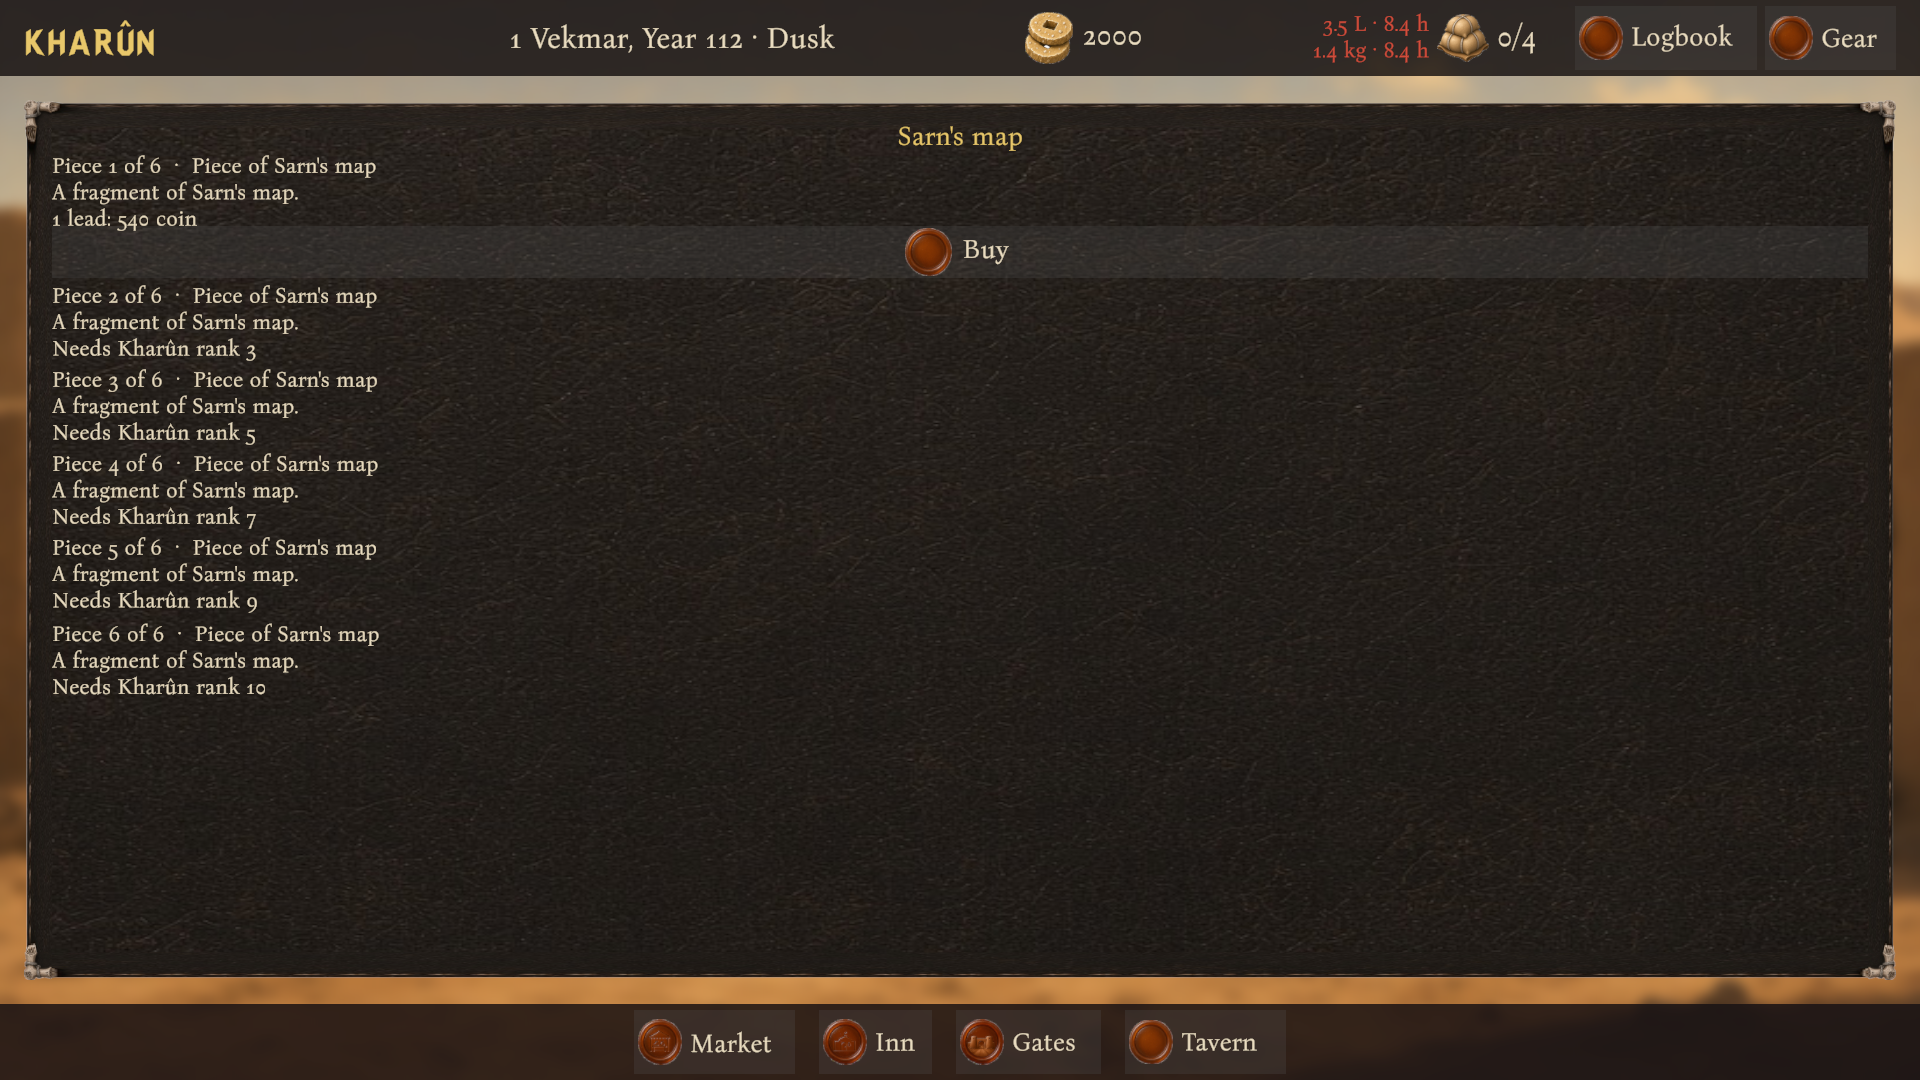 KHARÛN
1 Vekmar, Year 112 · Dusk
2000
3.5 L · 8.4 h
1.4 kg · 8.4 h
0/4
Logbook
Gear
Sarn's map
Piece 1 of 6 · Piece of Sarn's map
A fragment of Sarn's map.
1 lead: 540 coin
Buy
Piece 2 of 6 · Piece of Sarn's map
A fragment of Sarn's map.
Needs Kharûn rank 3
Piece 3 of 6 · Piece of Sarn's map
A fragment of Sarn's map.
Needs Kharûn rank 5
Piece 4 of 6 · Piece of Sarn's map
A fragment of Sarn's map.
Needs Kharûn rank 7
Piece 5 of 6 · Piece of Sarn's map
A fragment of Sarn's map.
Needs Kharûn rank 9
Piece 6 of 6 · Piece of Sarn's map
A fragment of Sarn's map.
Needs Kharûn rank 10
Market
Inn
Gates
Tavern